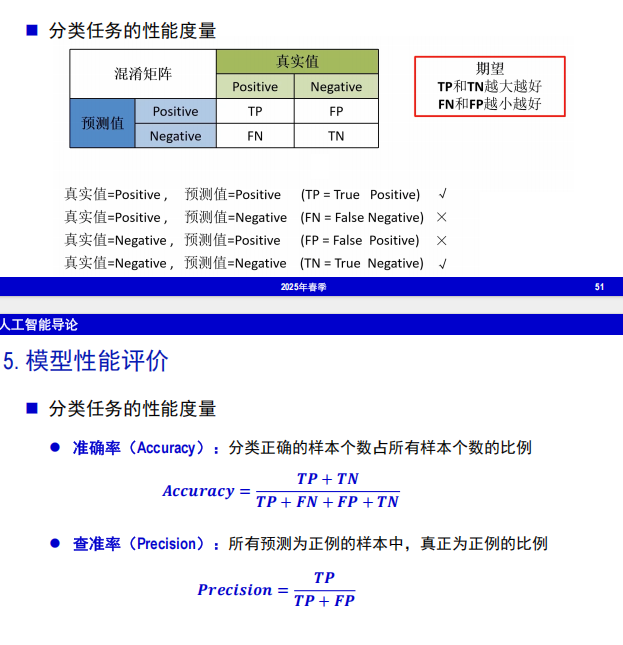 ■ 分类任务的性能度量
混淆矩阵 真实值
Positive Negative
预测值 Positive TP FP
Negative FN TN
期望
TP和TN越大越好
FN和FP越小越好
真实值=Positive， 预测值=Positive (TP = True Positive) √
真实值=Positive， 预测值=Negative (FN = False Negative) ×
真实值=Negative， 预测值=Positive (FP = False Positive) ×
真实值=Negative， 预测值=Negative (TN = True Negative) √
2025年春季 51
人工智能导论
5. 模型性能评价
■ 分类任务的性能度量
● 准确率（Accuracy）：分类正确的样本个数占所有样本个数的比例
Accuracy = (TP + TN) / (TP + FN + FP + TN)
● 查准率（Precision）：所有预测为正例的样本中，真正为正例的比例
Precision = TP / (TP + FP)